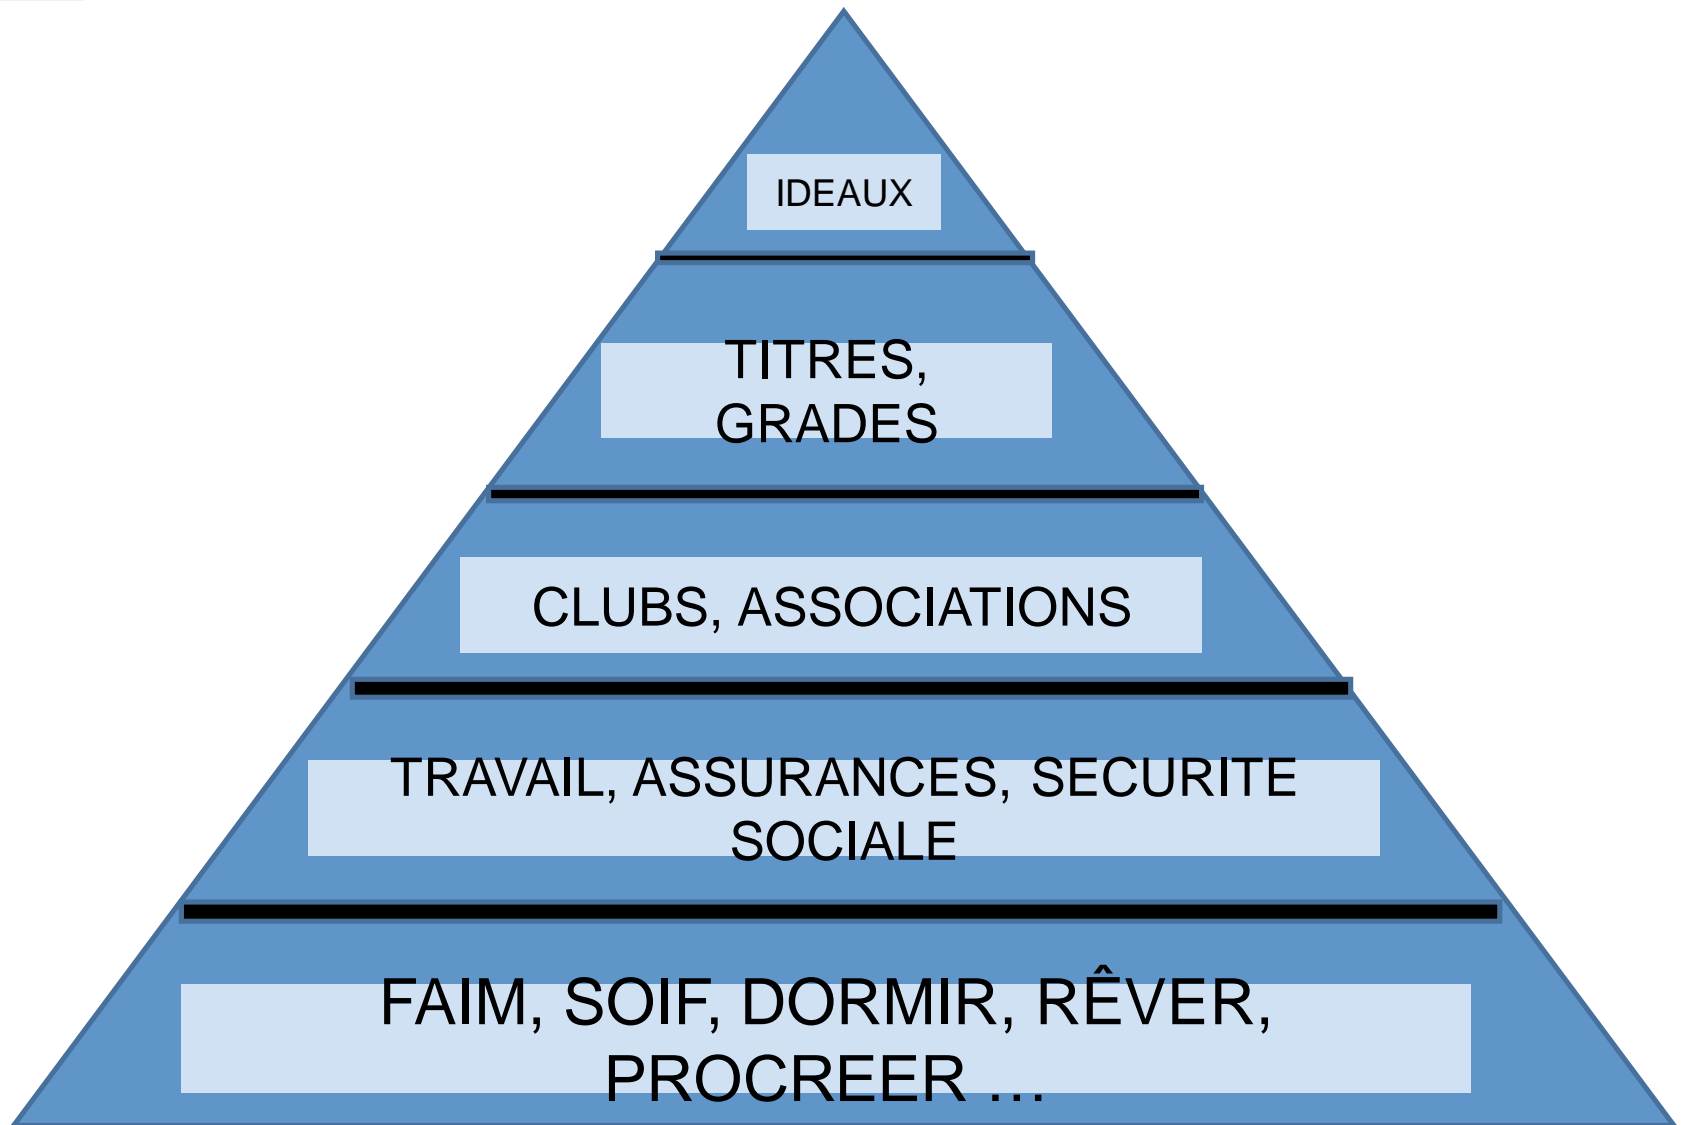 IDEAUX
TITRES,
GRADES
CLUBS, ASSOCIATIONS
TRAVAIL, ASSURANCES, SECURITE
SOCIALE
FAIM, SOIF, DORMIR, RÊVER,
PROCREER …